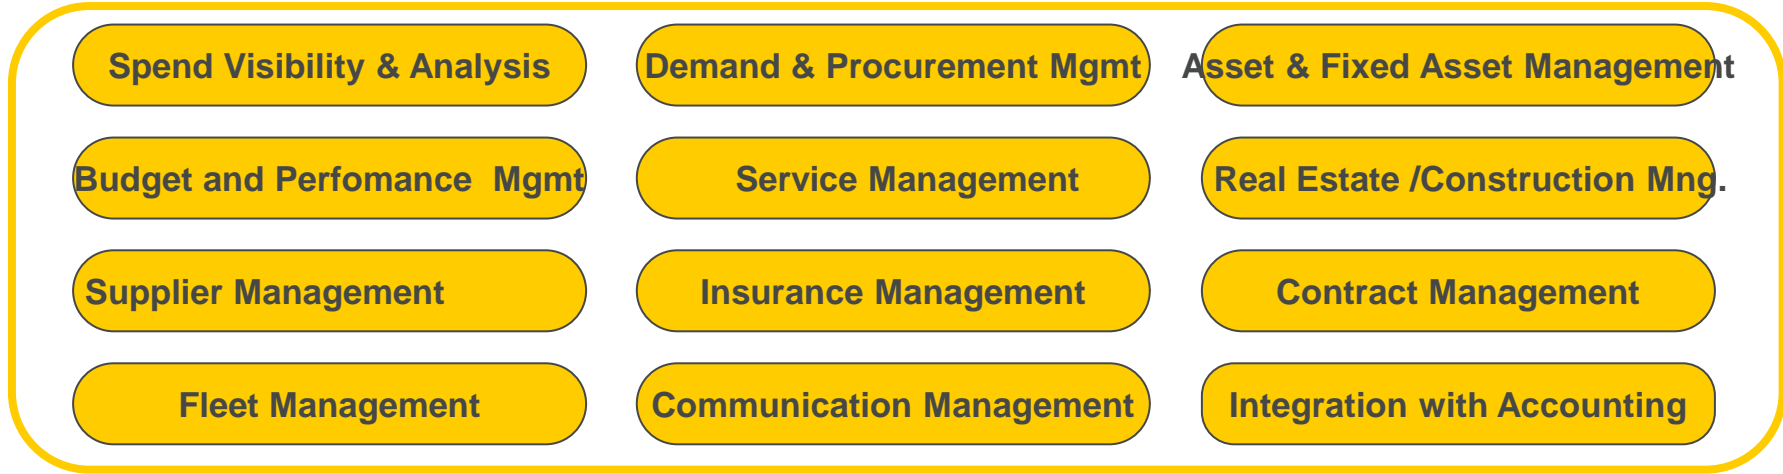 Spend Visibility & Analysis
Demand & Procurement Mgmt
Asset & Fixed Asset Management
Budget and Perfomance  Mgmt
Service Management
Real Estate /Construction Mng.
Supplier Management
Insurance Management
Contract Management
Fleet Management
Communication Management
Integration with Accounting